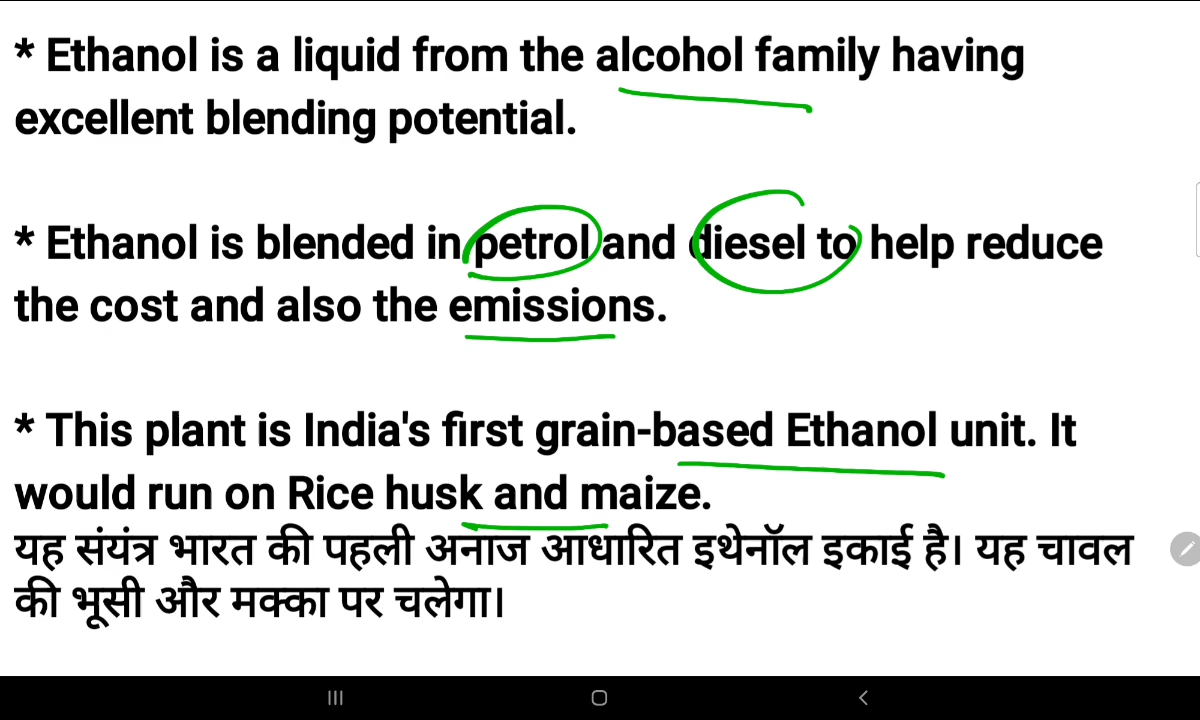 * Ethanol is a liquid from the alcohol family having
excellent blending potential.
* Ethanol is blended in petrol and diesel to help reduce
the cost and also the emissions.
* This plant is India's first grain-based Ethanol unit. It
would run on Rice husk and maize.
यह संयंत्र भारत की पहली अनाज आधारित इथेनॉल इकाई है। यह चावल
की भूसी और मक्का पर चलेगा।